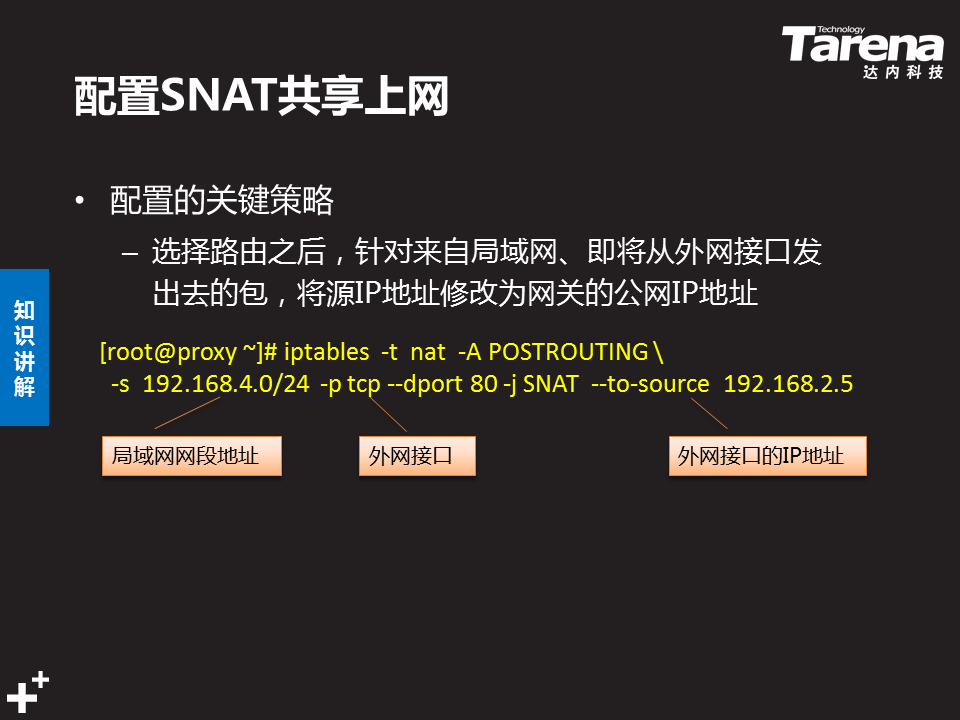 Technology
Tarena
达内科技
配置SNAT共享上网
• 配置的关键策略
– 选择路由之后，针对来自局域网、即将从外网接口发
出去的包，将源IP地址修改为网关的公网IP地址
知
识
讲
解
[root@proxy ~]# iptables -t nat -A POSTROUTING \
-s 192.168.4.0/24 -p tcp --dport 80 -j SNAT --to-source 192.168.2.5
局域网网段地址
外网接口
外网接口的IP地址